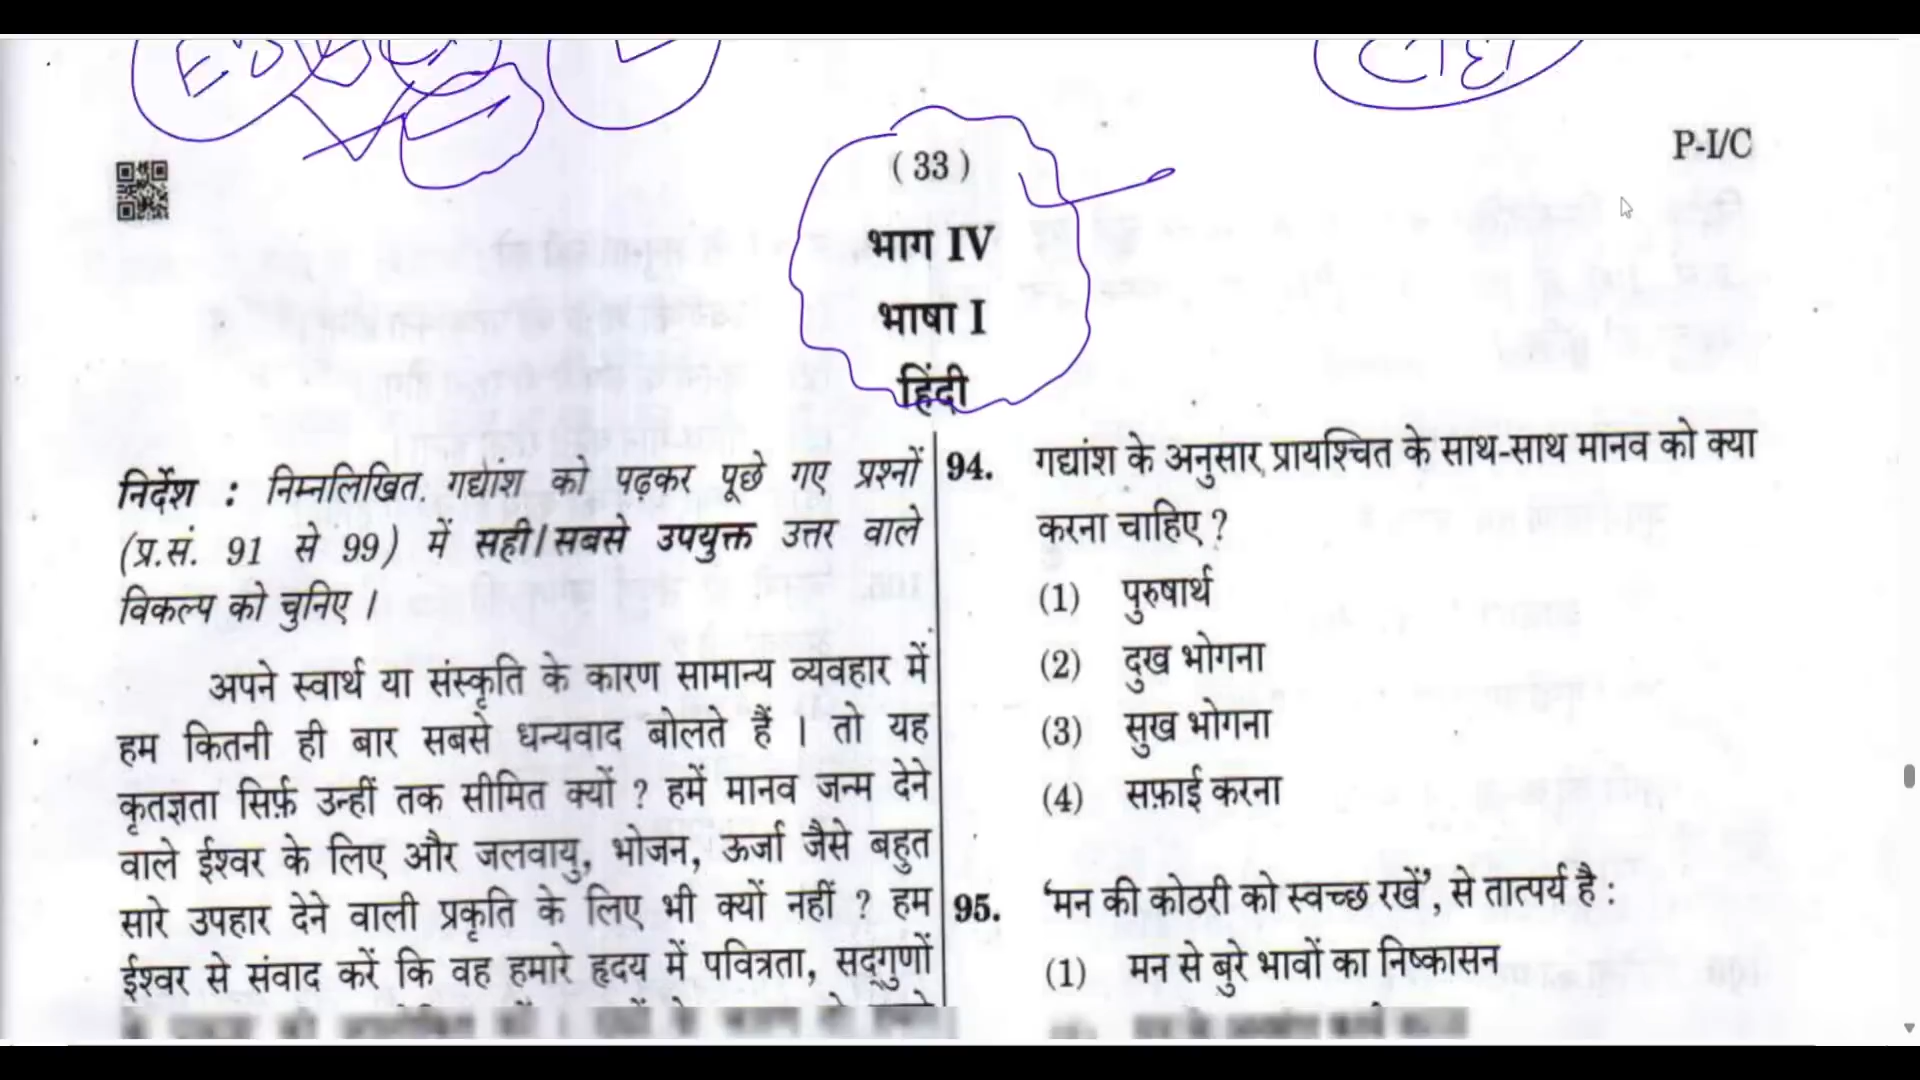 P-I/C
( 33 )
भाग IV
भाषा I
हिंदी
निर्देश : निम्नलिखित गद्यांश को पढ़कर पूछे गए प्रश्नों
(प्र.सं. 91 से 99) में सही/सबसे उपयुक्त उत्तर वाले
विकल्प को चुनिए ।
अपने स्वार्थ या संस्कृति के कारण सामान्य व्यवहार में
हम कितनी ही बार सबसे धन्यवाद बोलते हैं । तो यह
कृतज्ञता सिर्फ़ उन्हीं तक सीमित क्यों ? हमें मानव जन्म देने
वाले ईश्वर के लिए और जलवायु, भोजन, ऊर्जा जैसे बहुत
सारे उपहार देने वाली प्रकृति के लिए भी क्यों नहीं ? हम
ईश्वर से संवाद करें कि वह हमारे हृदय में पवित्रता, सद्‌गुणों
94. गद्यांश के अनुसार प्रायश्चित के साथ-साथ मानव को क्या
करना चाहिए ?
(1) पुरुषार्थ
(2) दुख भोगना
(3) सुख भोगना
(4) सफ़ाई करना
95. 'मन की कोठरी को स्वच्छ रखें', से तात्पर्य है :
(1) मन से बुरे भावों का निष्कासन